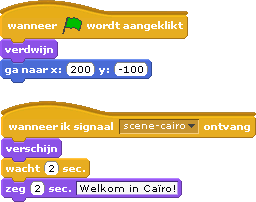 wanneer wordt aangeklikt
verdwijn
ga naar x: 200 y: -100
wanneer ik signaal scene-cairo ontvang
verschijn
wacht 2 sec.
zeg 2 sec. Welkom in Caïro!